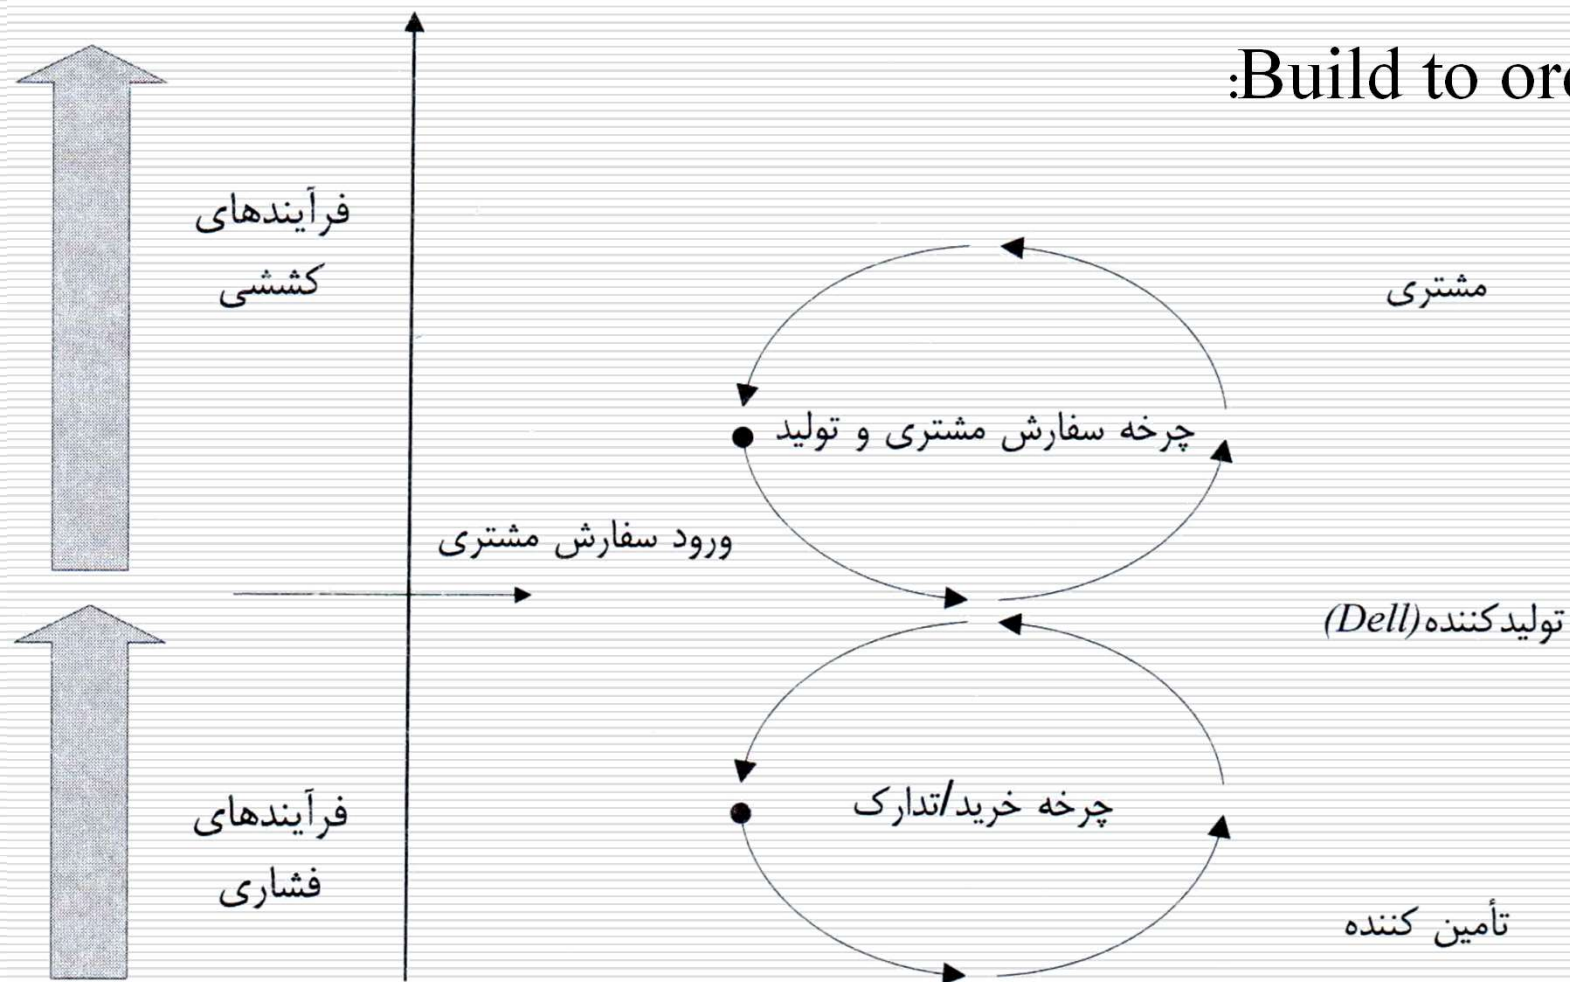 :Build to ord
فرآیندهای
کششی
مشتری
چرخه سفارش مشتری و تولید
ورود سفارش مشتری
تولیدکننده(Dell)
فرآیندهای
فشاری
چرخه خرید/تدارک
تأمین کننده